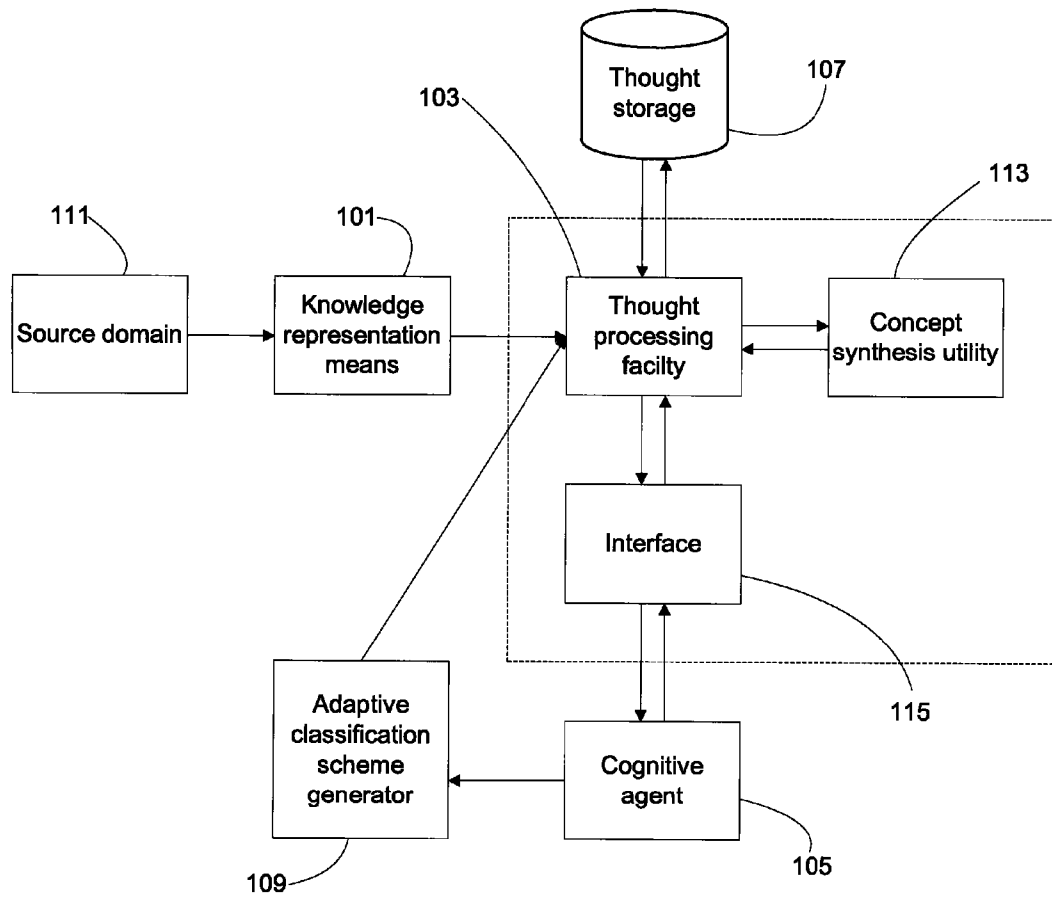 Thought
storage
107
103
113
111
101
Source domain
Knowledge
representation
means
Thought
processing
facilty
Concept
synthesis utility
Interface
115
Adaptive
classification
scheme
generator
Cognitive
agent
105
109